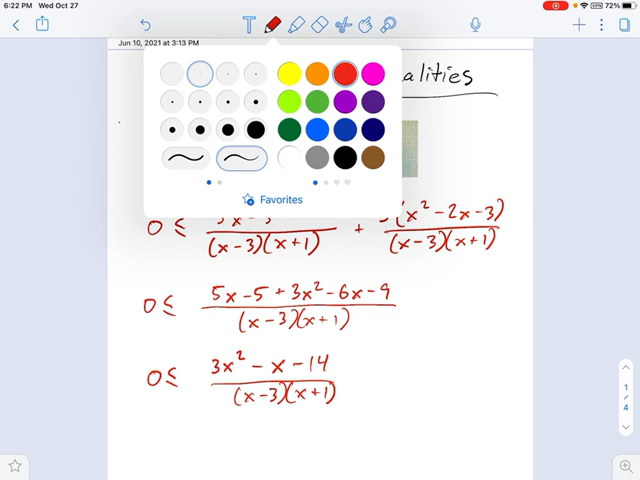 6:22 PM Wed Oct 27
72%
T
Jun 10, 2021 at 3:13 PM
alities
Favorites
0 ≤ / (x-3)(x+1) + (x² - 2x - 3) / (x-3)(x+1)
0 ≤ 5x - 5 + 3x² - 6x - 9 / (x-3)(x+1)
0 ≤ 3x² - x - 14 / (x-3)(x+1)
1
/
4